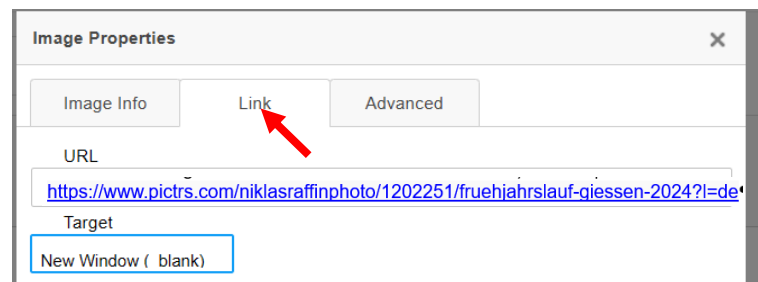 Image Properties
Image Info Link Advanced
URL
https://www.pictrs.com/niklasraffinphoto/1202251/fruehjahrslauf-giessen-2024?l=de
Target
New Window (_blank)